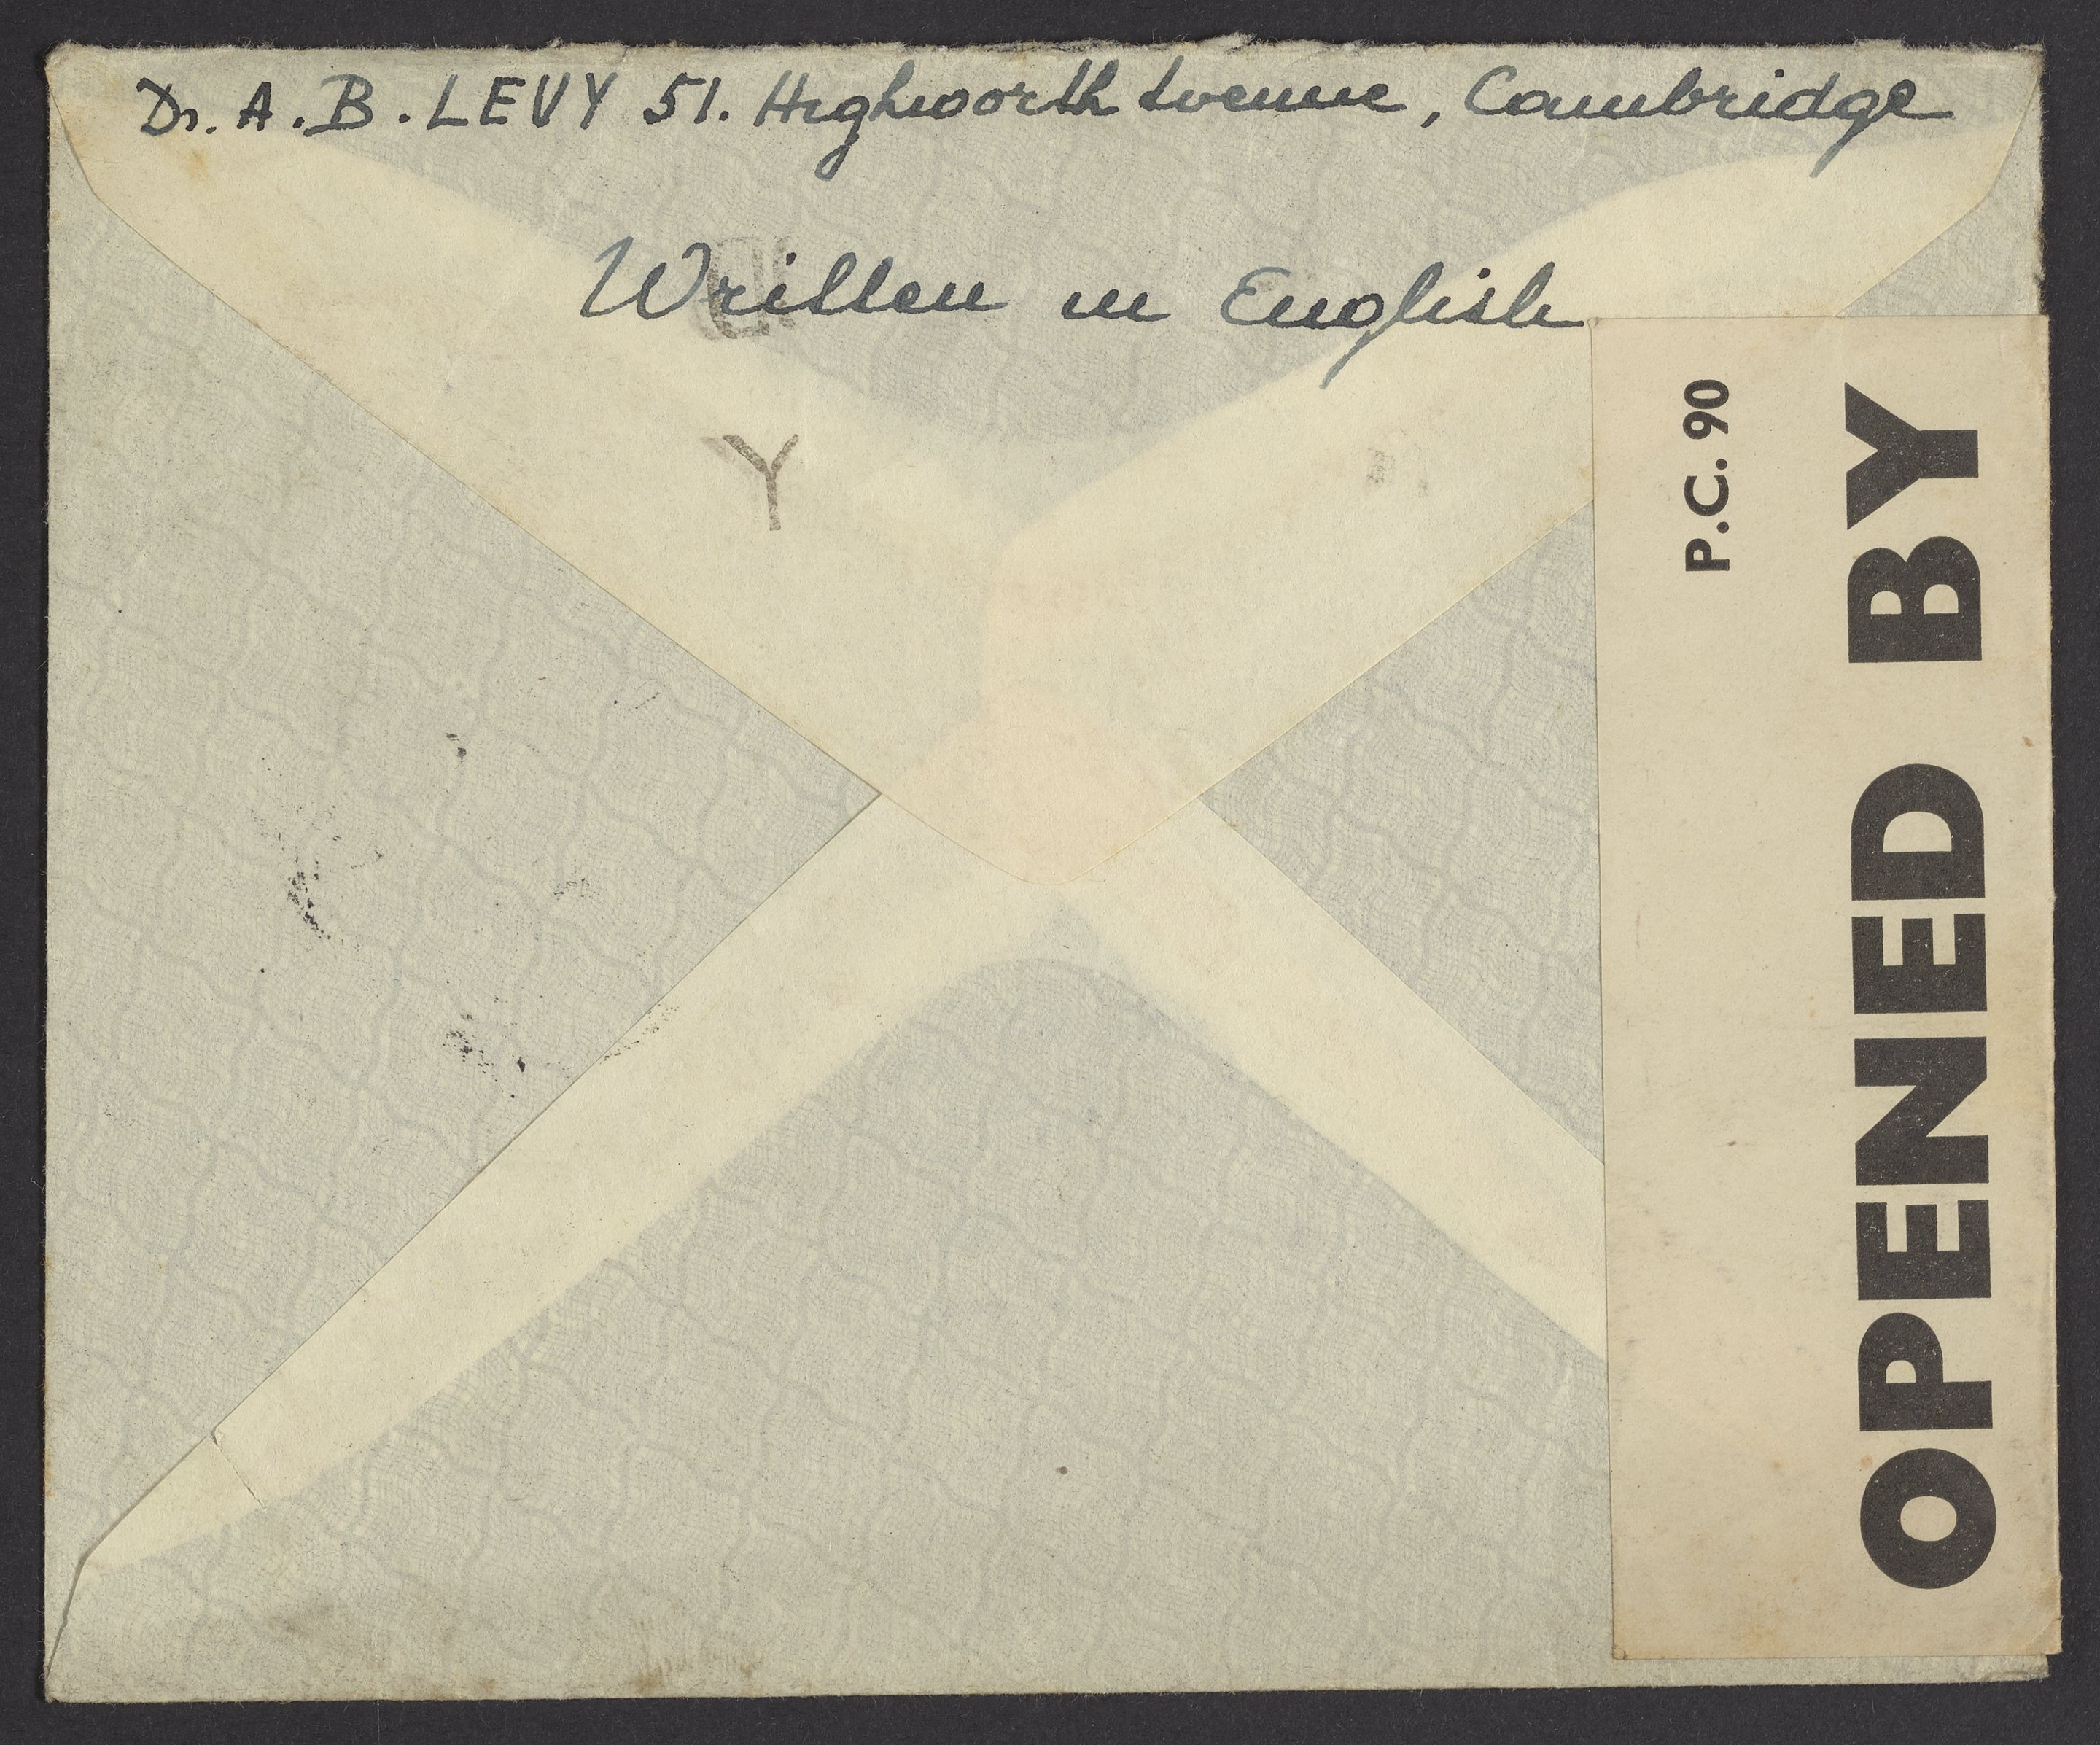 Dr. A. B. LEVY 51. Highworth Avenue, Cambridge
Written in English
Y
P.C. 90
OPENED BY